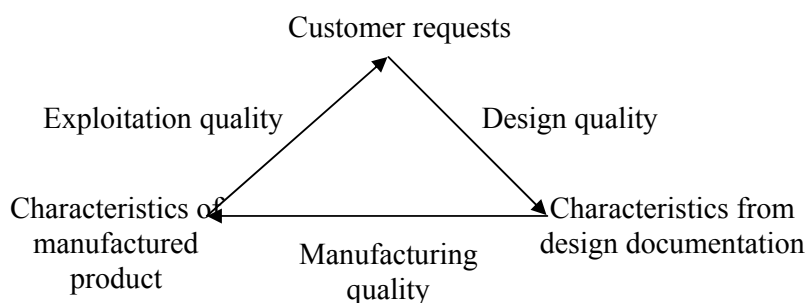 Customer requests
Exploitation quality
Design quality
Characteristics of
manufactured
product
Characteristics from
design documentation
Manufacturing
quality